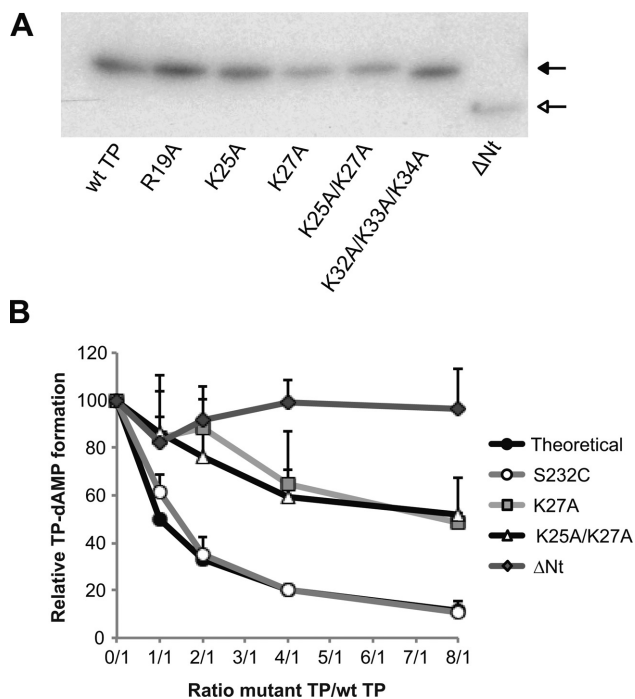 A
wt TP
R19A
K25A
K27A
K25A/K27A
K32A/K33A/K34A
ΔNt
B
Relative TP-dAMP formation
120
100
80
60
40
20
0
0/1 1/1 2/1 3/1 4/1 5/1 6/1 7/1 8/1
Ratio mutant TP/wt TP
Theoretical
S232C
K27A
K25A/K27A
ΔNt